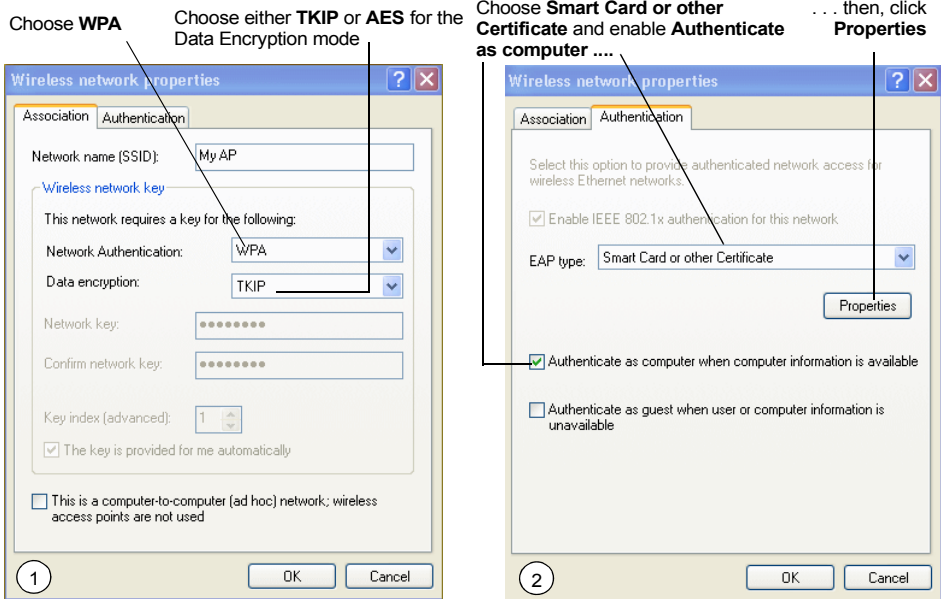 Choose WPA
Choose either TKIP or AES for the
Data Encryption mode
Choose Smart Card or other
Certificate and enable Authenticate
as computer ....
. . . then, click
Properties
Wireless network properties
Association
Authentication
Network name (SSID):
My AP
Wireless network key
This network requires a key for the following:
Network Authentication:
WPA
Data encryption:
TKIP
Network key:
••••••••
Confirm network key:
••••••••
Key index (advanced):
1
The key is provided for me automatically
This is a computer-to-computer (ad hoc) network; wireless
access points are not used
1
OK
Cancel
Wireless network properties
Association
Authentication
Select this option to provide authenticated network access for
wireless Ethernet networks.
Enable IEEE 802.1x authentication for this network
EAP type:
Smart Card or other Certificate
Properties
Authenticate as computer when computer information is available
Authenticate as guest when user or computer information is
unavailable
2
OK
Cancel